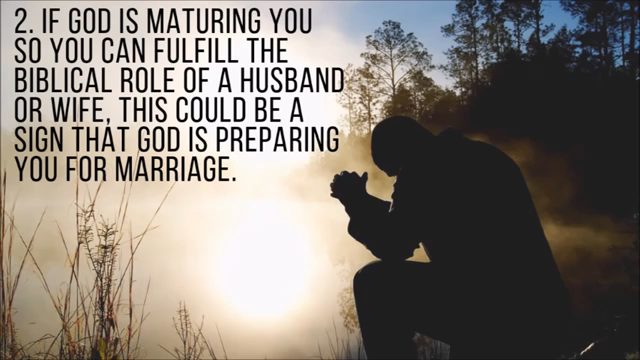 2. IF GOD IS MATURING YOU
SO YOU CAN FULFILL THE
BIBLICAL ROLE OF A HUSBAND
OR WIFE, THIS COULD BE A
SIGN THAT GOD IS PREPARING
YOU FOR MARRIAGE.